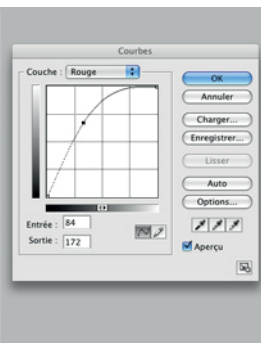 Courbes
Couche : Rouge
OK
Annuler
Charger...
Enregistrer...
Lisser
Auto
Options...
Entrée : 84
Sortie : 172
Aperçu